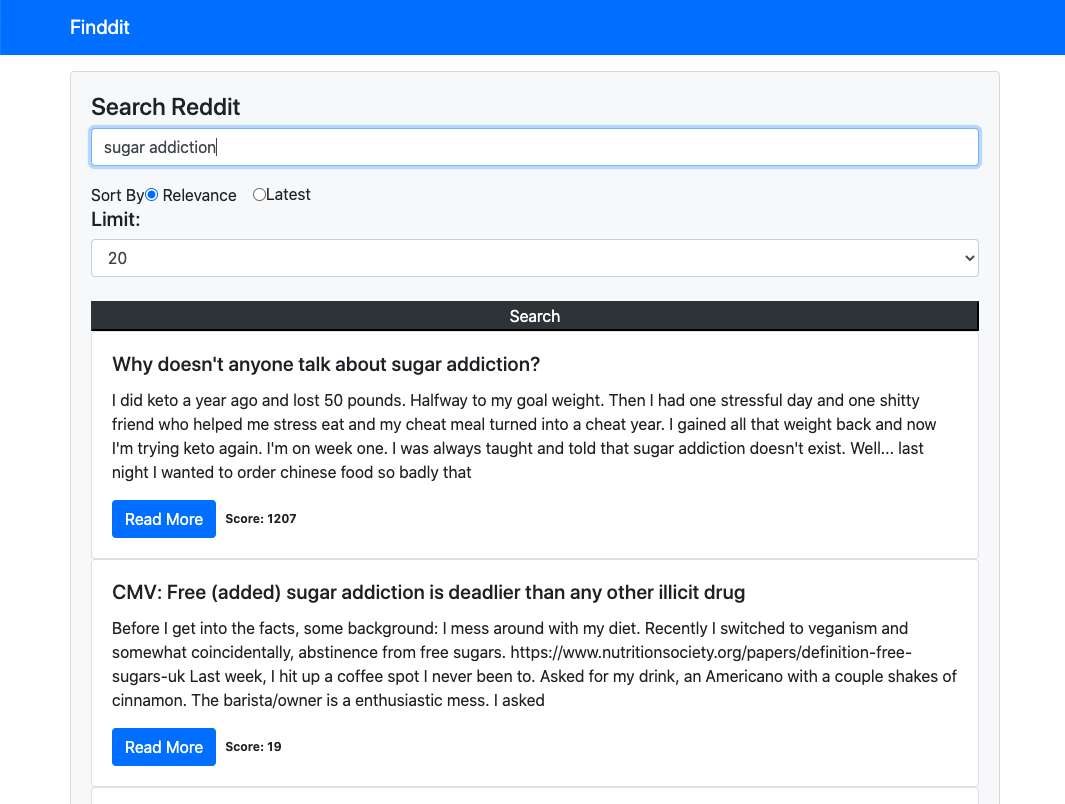 Finddit
Search Reddit
sugar addiction
Sort By Relevance Latest
Limit:
20
Search
Why doesn't anyone talk about sugar addiction?
I did keto a year ago and lost 50 pounds. Halfway to my goal weight. Then I had one stressful day and one shitty
friend who helped me stress eat and my cheat meal turned into a cheat year. I gained all that weight back and now
I'm trying keto again. I'm on week one. I was always taught and told that sugar addiction doesn't exist. Well... last
night I wanted to order chinese food so badly that
Read More Score: 1207
CMV: Free (added) sugar addiction is deadlier than any other illicit drug
Before I get into the facts, some background: I mess around with my diet. Recently I switched to veganism and
somewhat coincidentally, abstinence from free sugars. https://www.nutritionsociety.org/papers/definition-free-
sugars-uk Last week, I hit up a coffee spot I never been to. Asked for my drink, an Americano with a couple shakes of
cinnamon. The barista/owner is a enthusiastic mess. I asked
Read More Score: 19